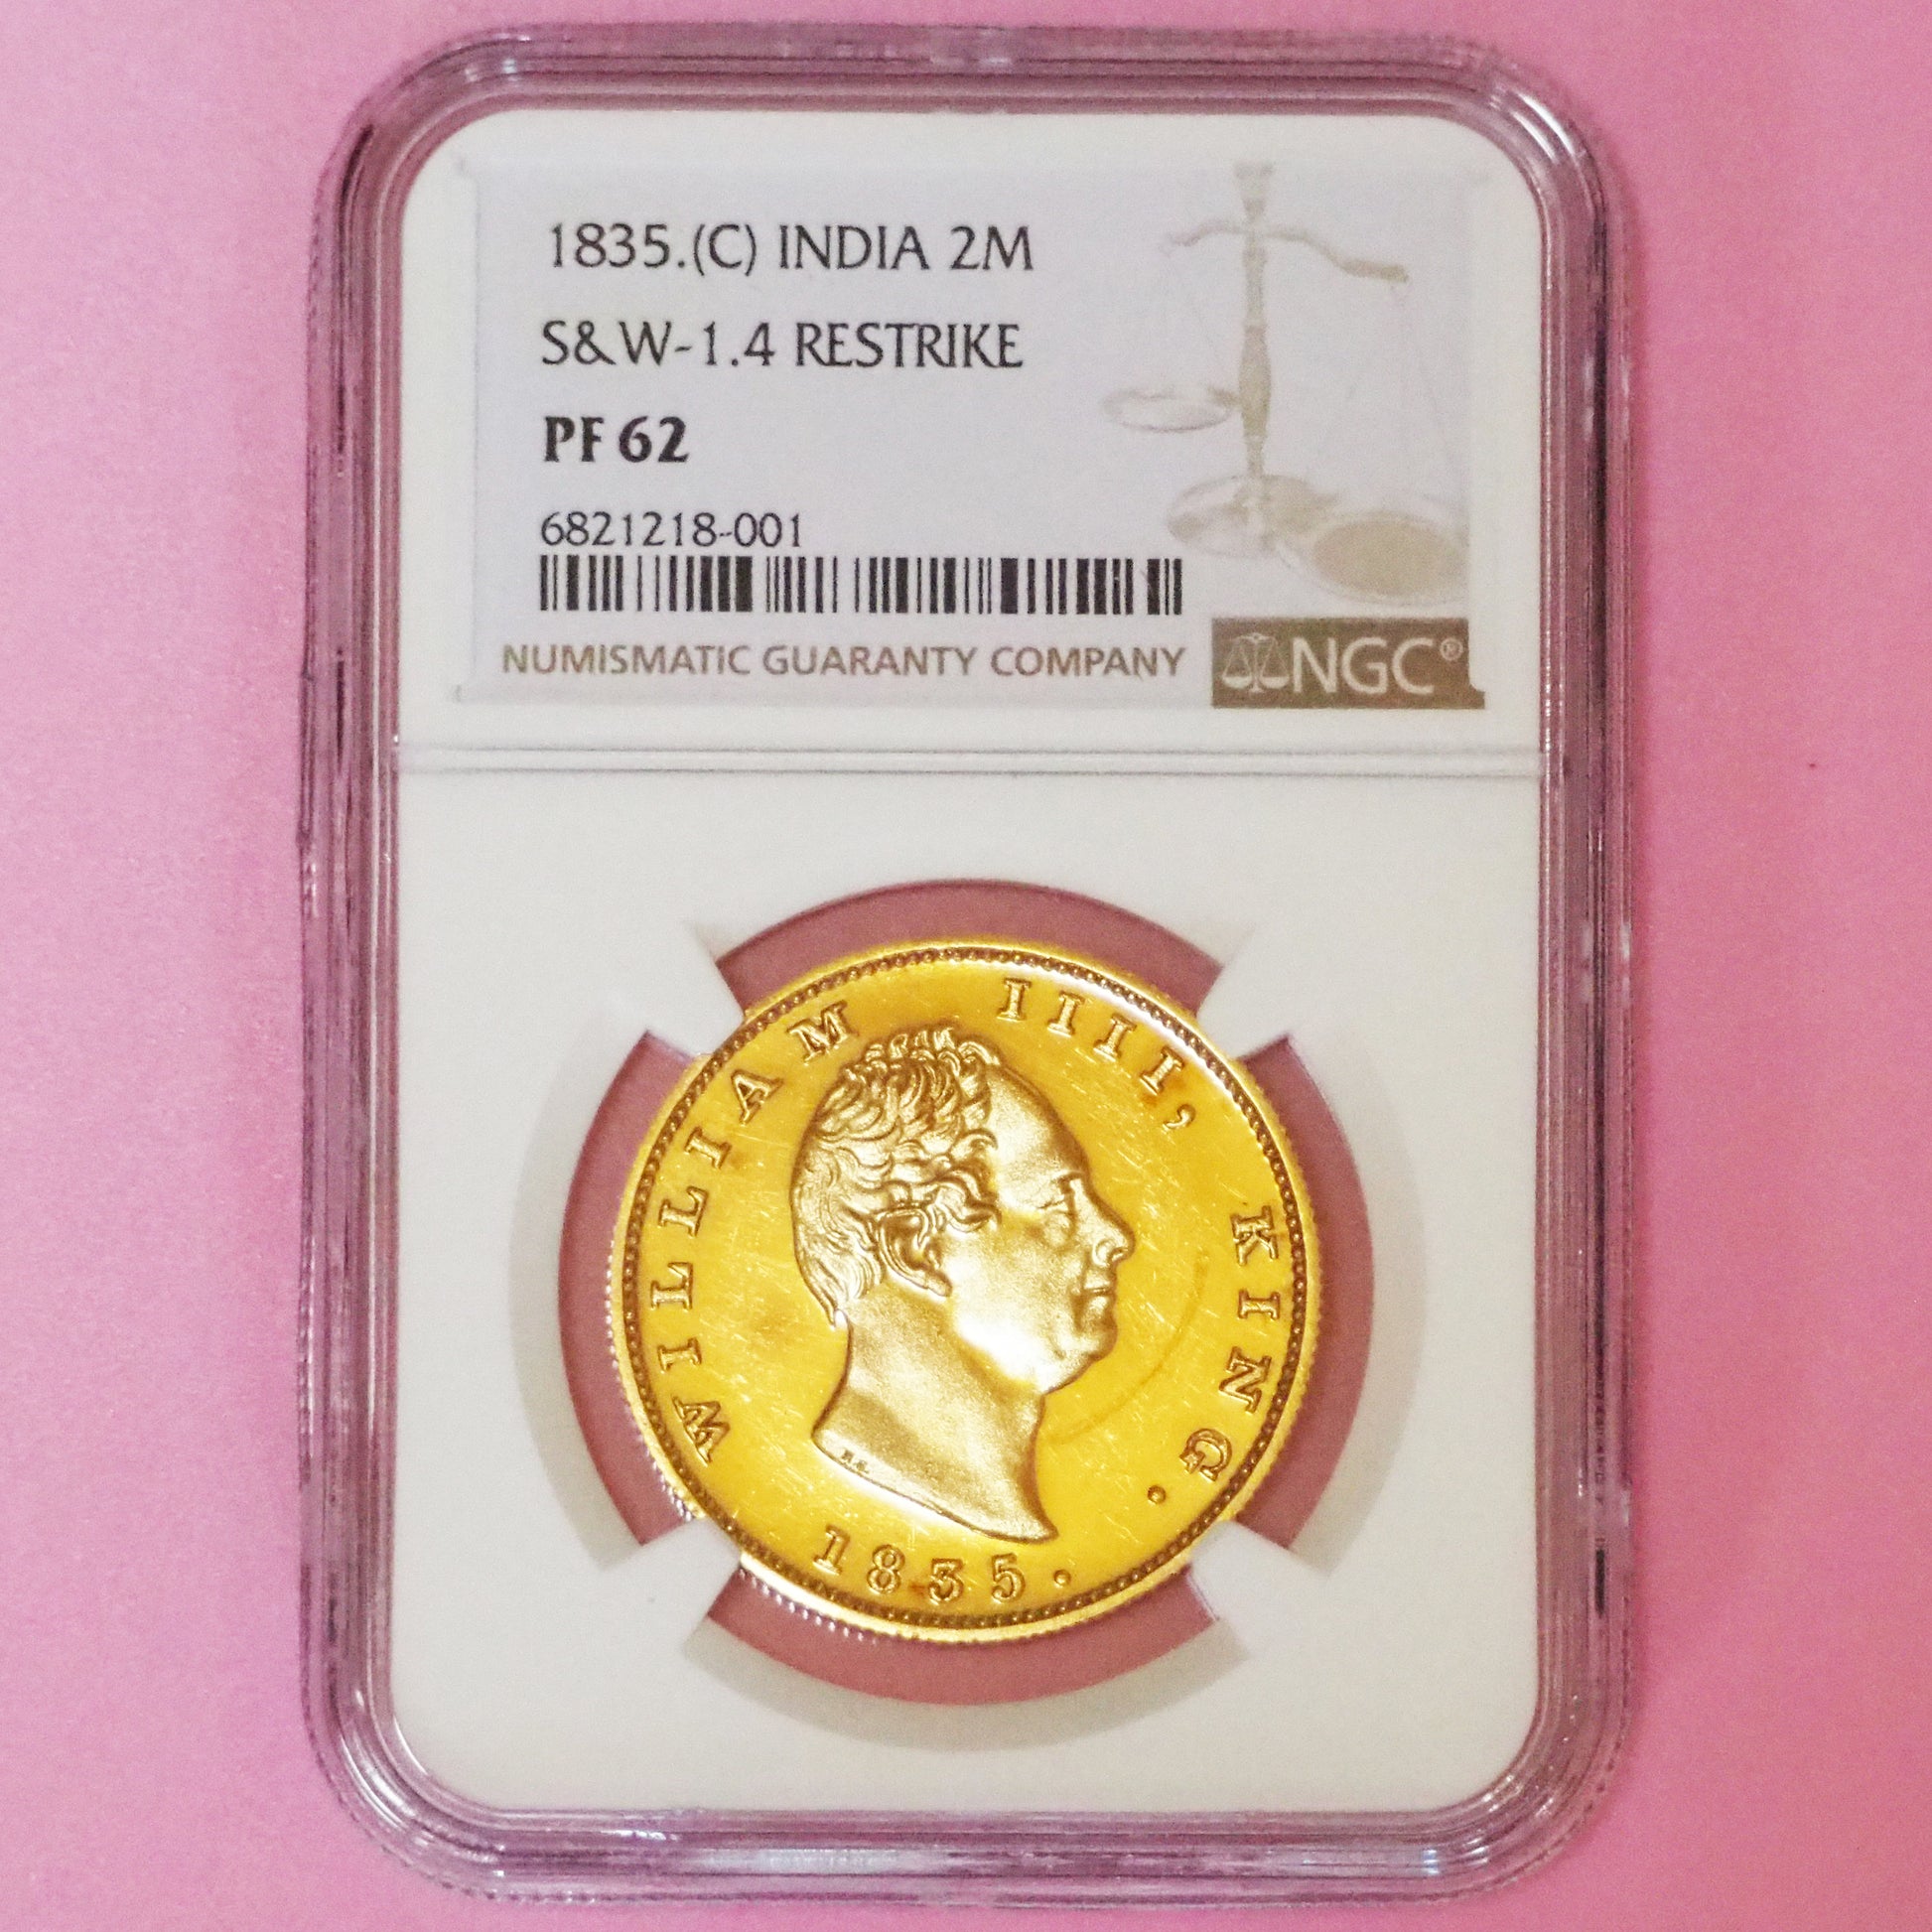 1835.(C) INDIA 2M
S&W-1.4 RESTRIKE
PF 62
6821218-001
NUMISMATIC GUARANTY COMPANY
NGC®
WILLIAM IIII, KING.
1835.